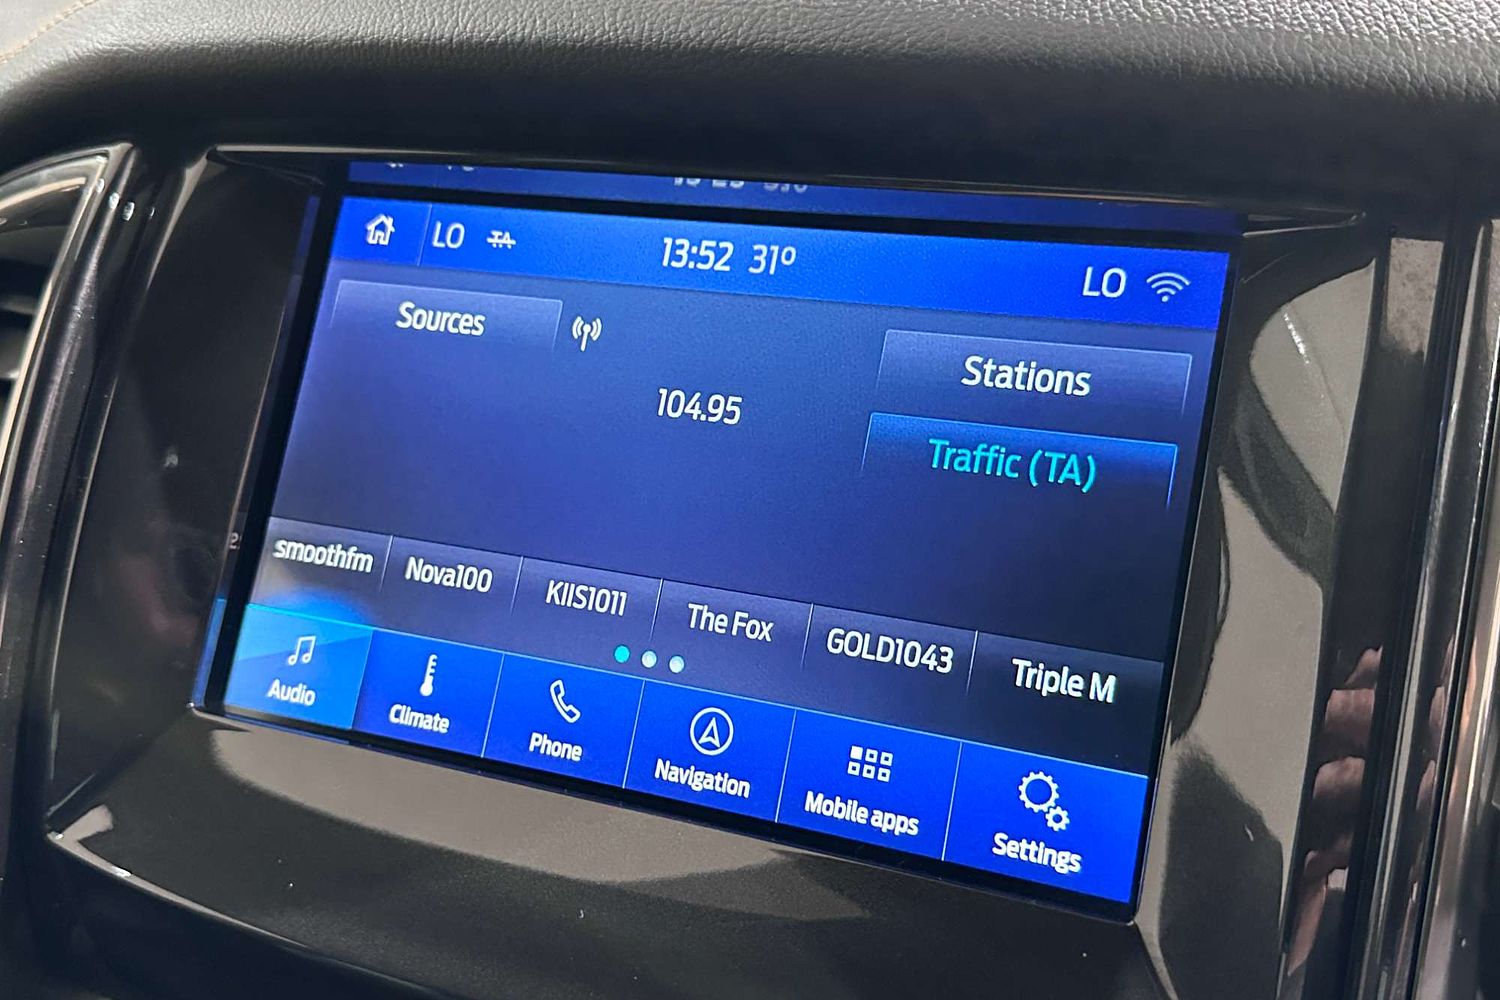 LO TA 13:52 31° LO
Sources
Stations
104.95
Traffic (TA)
smoothfm Nova100 KIIS1011 The Fox GOLD1043 Triple M
Audio Climate Phone Navigation Mobile apps Settings